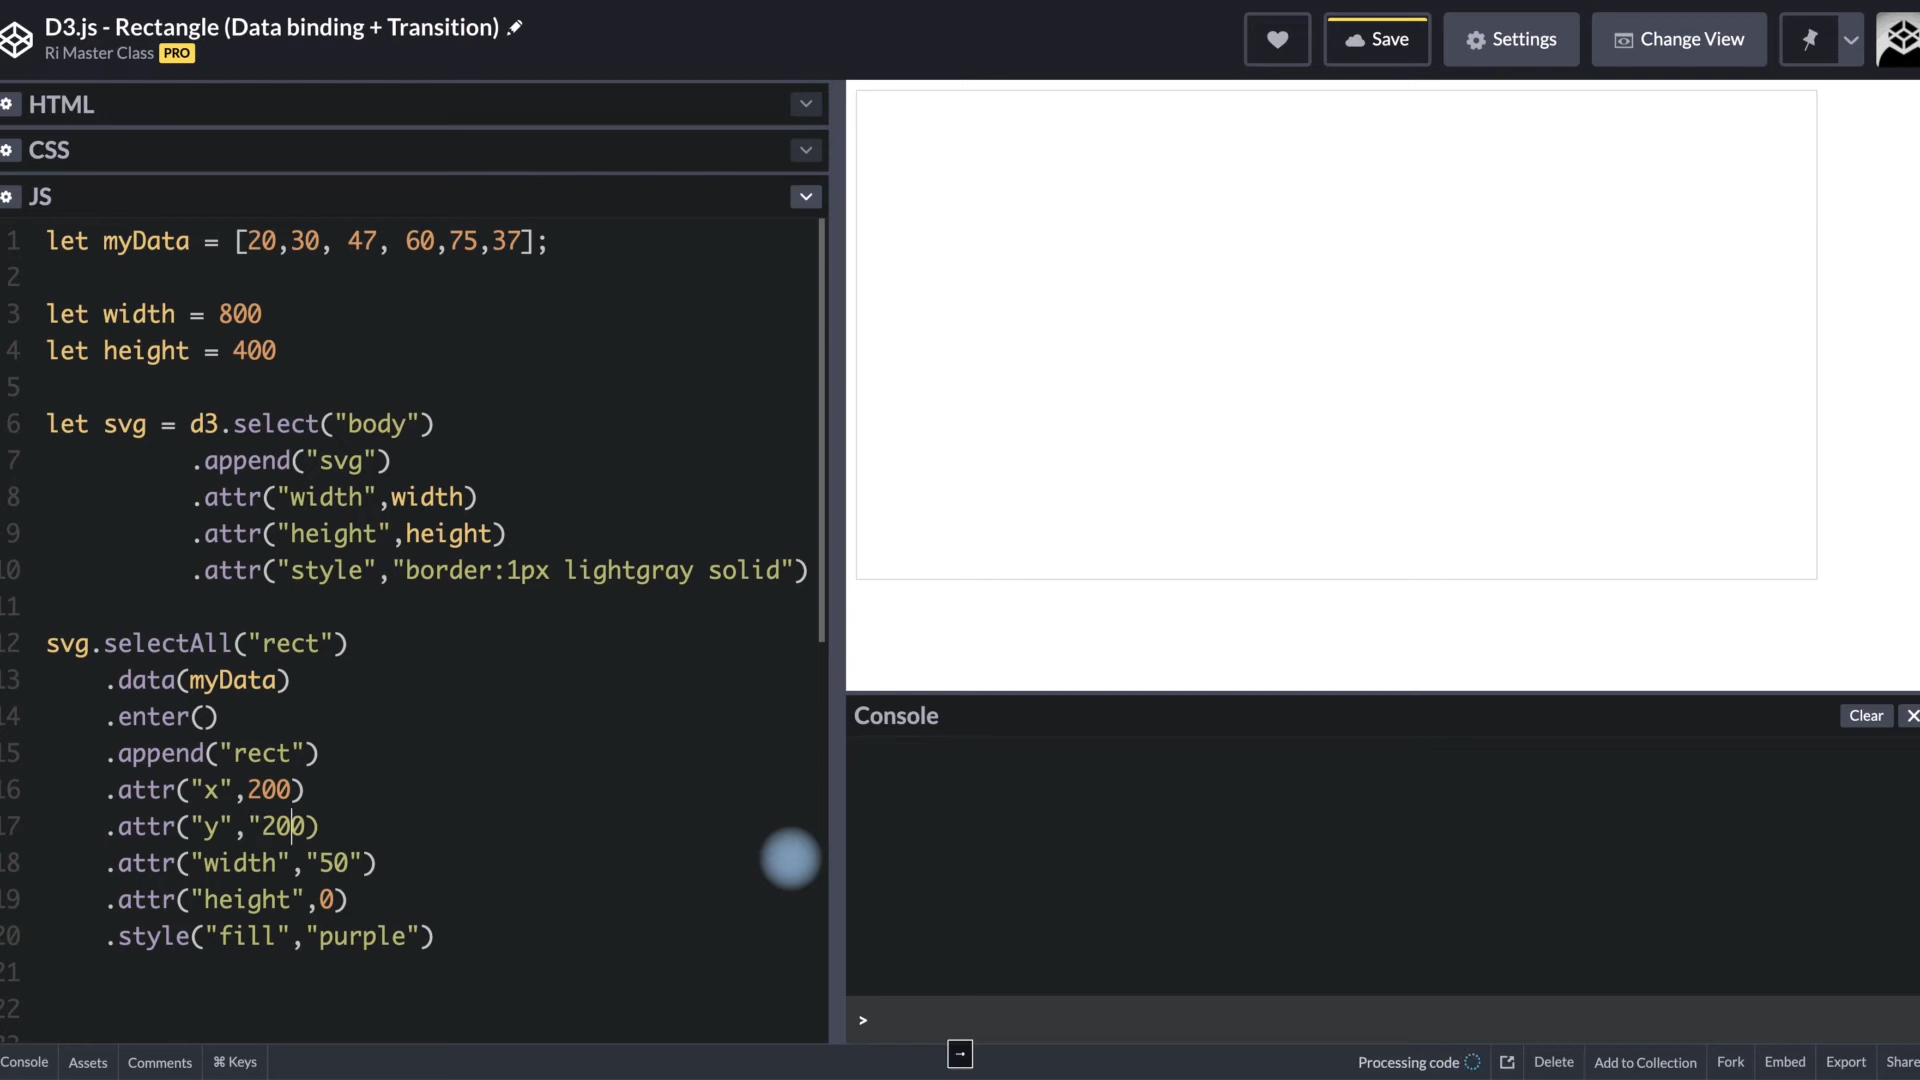 D3.js - Rectangle (Data binding + Transition)
Ri Master Class PRO
Save
Settings
Change View
HTML
CSS
JS
1 let myData = [20,30, 47, 60,75,37];
2
3 let width = 800
4 let height = 400
5
6 let svg = d3.select("body")
7 .append("svg")
8 .attr("width",width)
9 .attr("height",height)
10 .attr("style","border:1px lightgray solid")
11
12 svg.selectAll("rect")
13 .data(myData)
14 .enter()
15 .append("rect")
16 .attr("x",200)
17 .attr("y","200)
18 .attr("width","50")
19 .attr("height",0)
20 .style("fill","purple")
21
22
Console
Clear
>
→
Console Assets Comments ⌘ Keys
Processing code Delete Add to Collection Fork Embed Export Share